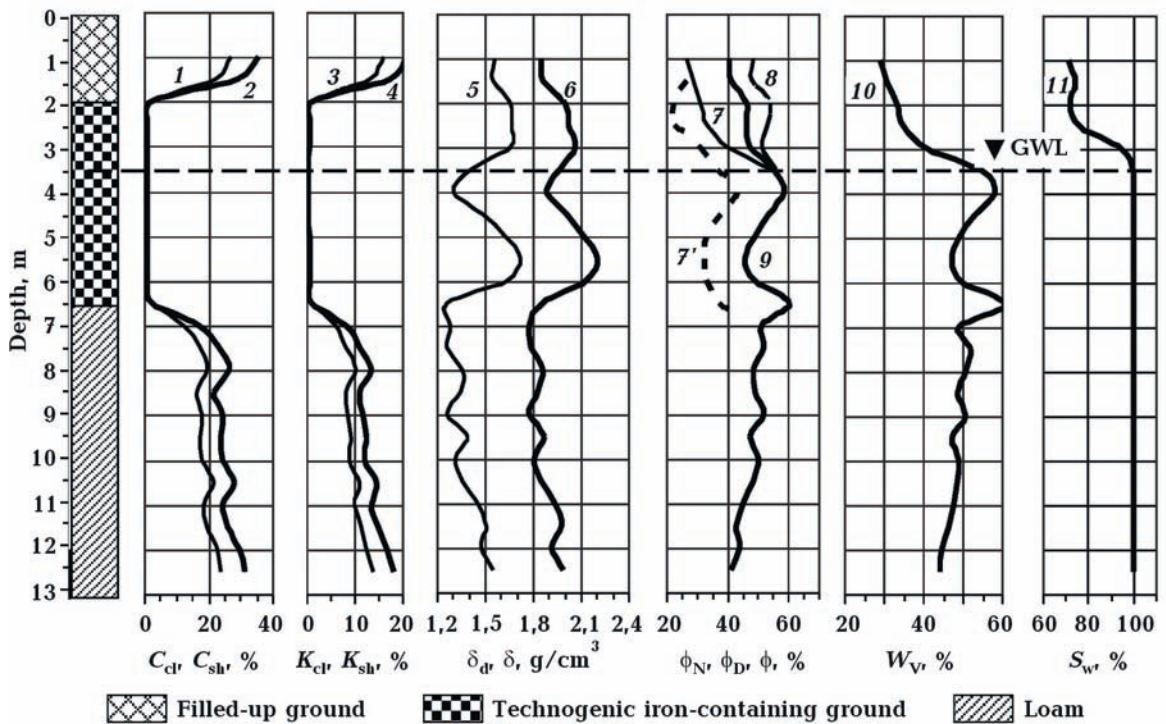 0
1
2
3
4
5
6
7
8
9
10
11
12
13
Depth, m
1
2
3
4
5
6
7
7'
8
9
10
11
GWL
0 20 40
0 10 20
1,2 1,5 1,8 2,1 2,4
20 40 60
20 40 60
60 80 100
C_cl, C_sh, %
K_cl, K_sh, %
δ_d, δ, g/cm³
ϕ_N, ϕ_D, ϕ, %
W_V, %
S_w, %
Filled-up ground Technogenic iron-containing ground Loam